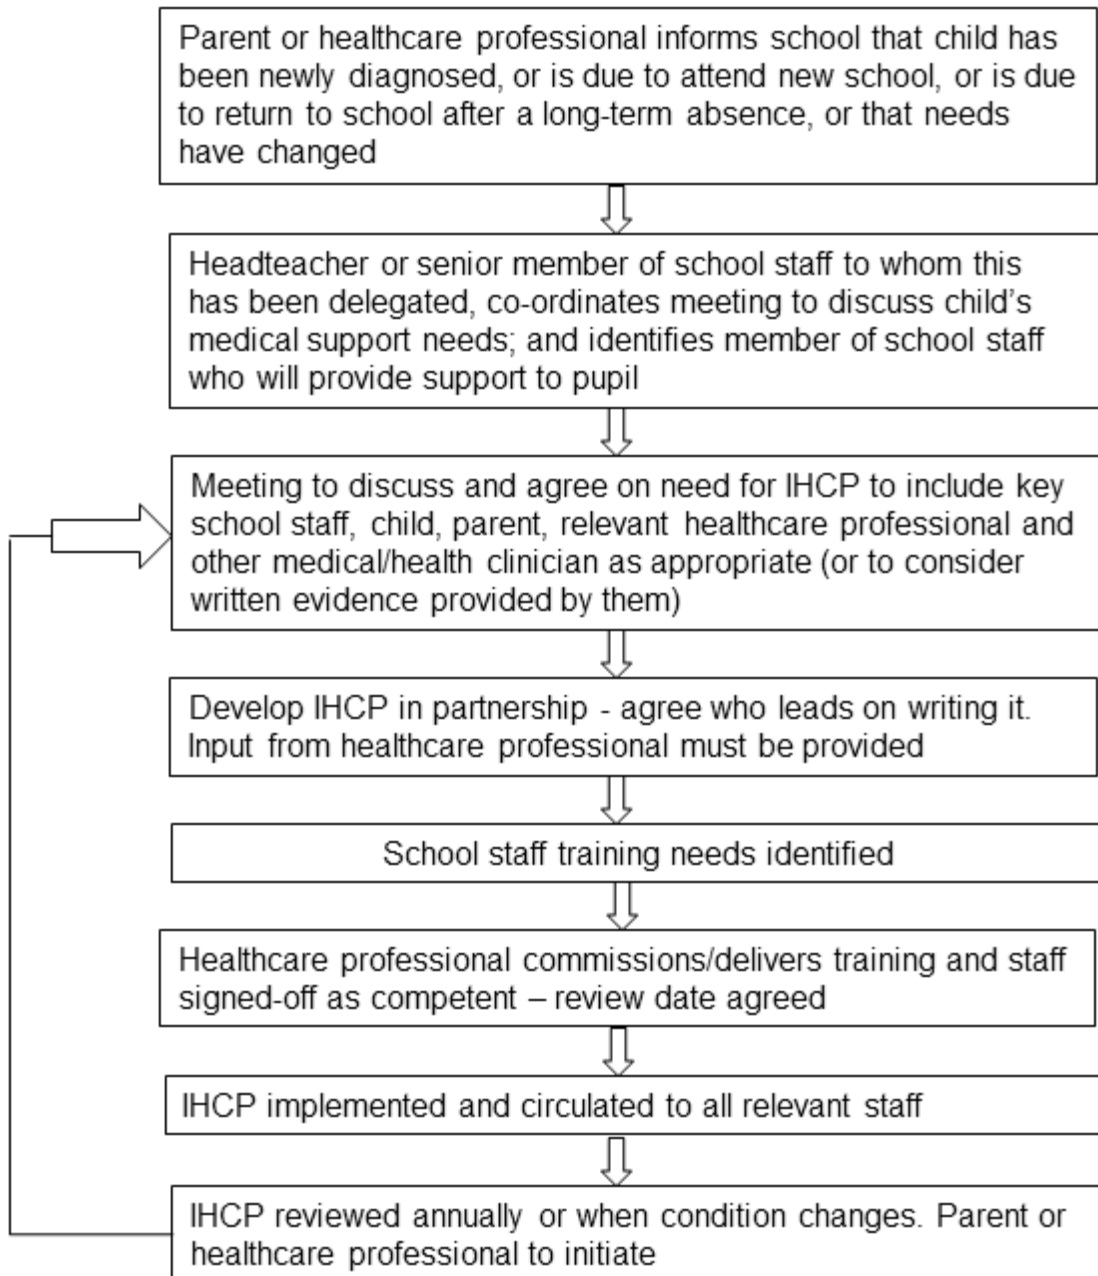 Parent or healthcare professional informs school that child has
been newly diagnosed, or is due to attend new school, or is due
to return to school after a long-term absence, or that needs
have changed
Headteacher or senior member of school staff to whom this
has been delegated, co-ordinates meeting to discuss child's
medical support needs; and identifies member of school staff
who will provide support to pupil
Meeting to discuss and agree on need for IHCP to include key
school staff, child, parent, relevant healthcare professional and
other medical/health clinician as appropriate (or to consider
written evidence provided by them)
Develop IHCP in partnership - agree who leads on writing it.
Input from healthcare professional must be provided
School staff training needs identified
Healthcare professional commissions/delivers training and staff
signed-off as competent – review date agreed
IHCP implemented and circulated to all relevant staff
IHCP reviewed annually or when condition changes. Parent or
healthcare professional to initiate